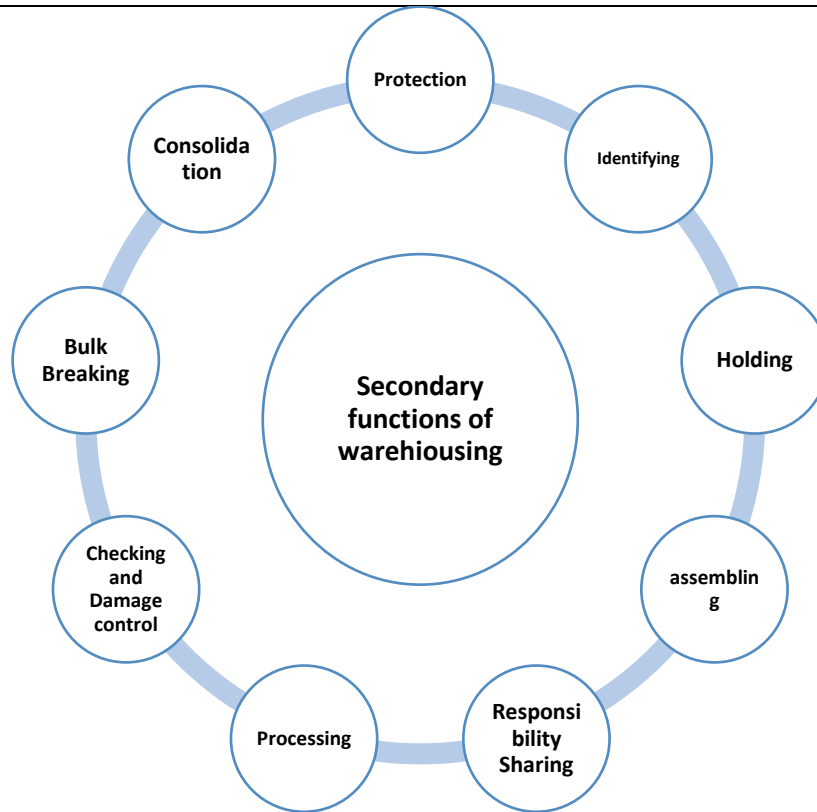 Protection
Identifying
Holding
assemblin
g
Responsi
bility
Sharing
Processing
Checking
and
Damage
control
Bulk
Breaking
Consolida
tion
Secondary
functions of
warehiousing